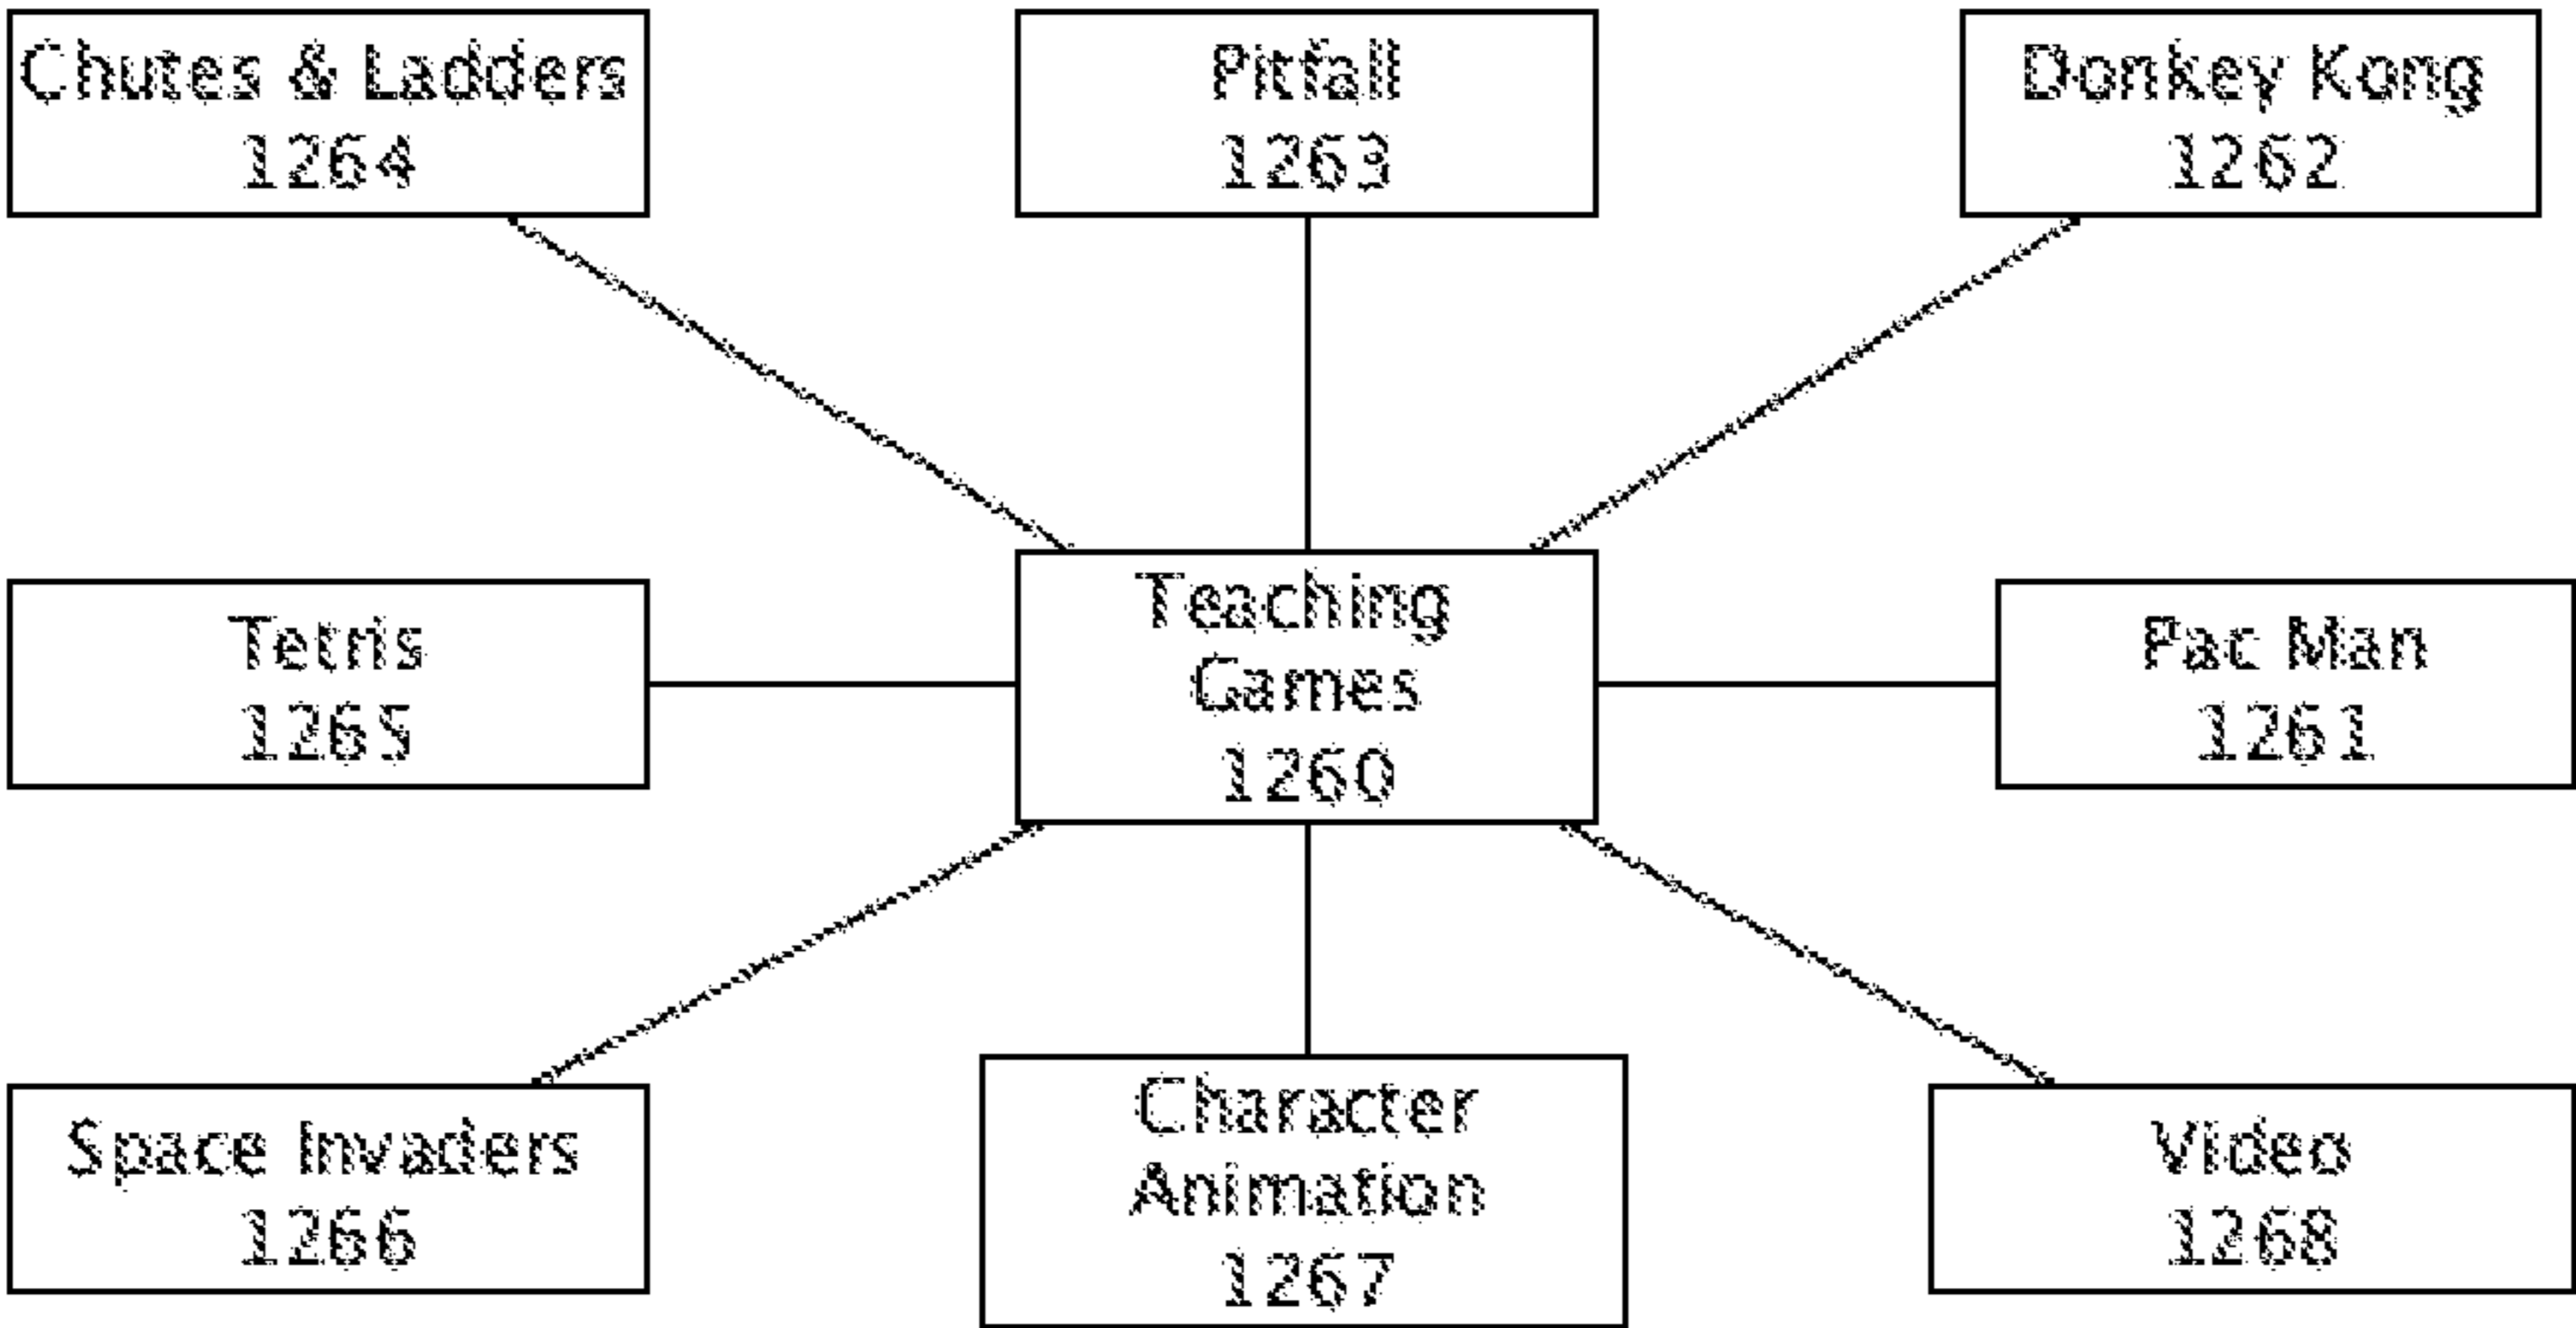 Chutes & Ladders
1264
Pitfall
1263
Donkey Kong
1262
Tetris
1265
Teaching
Games
1260
Pac Man
1261
Space Invaders
1266
Character
Animation
1267
Video
1268